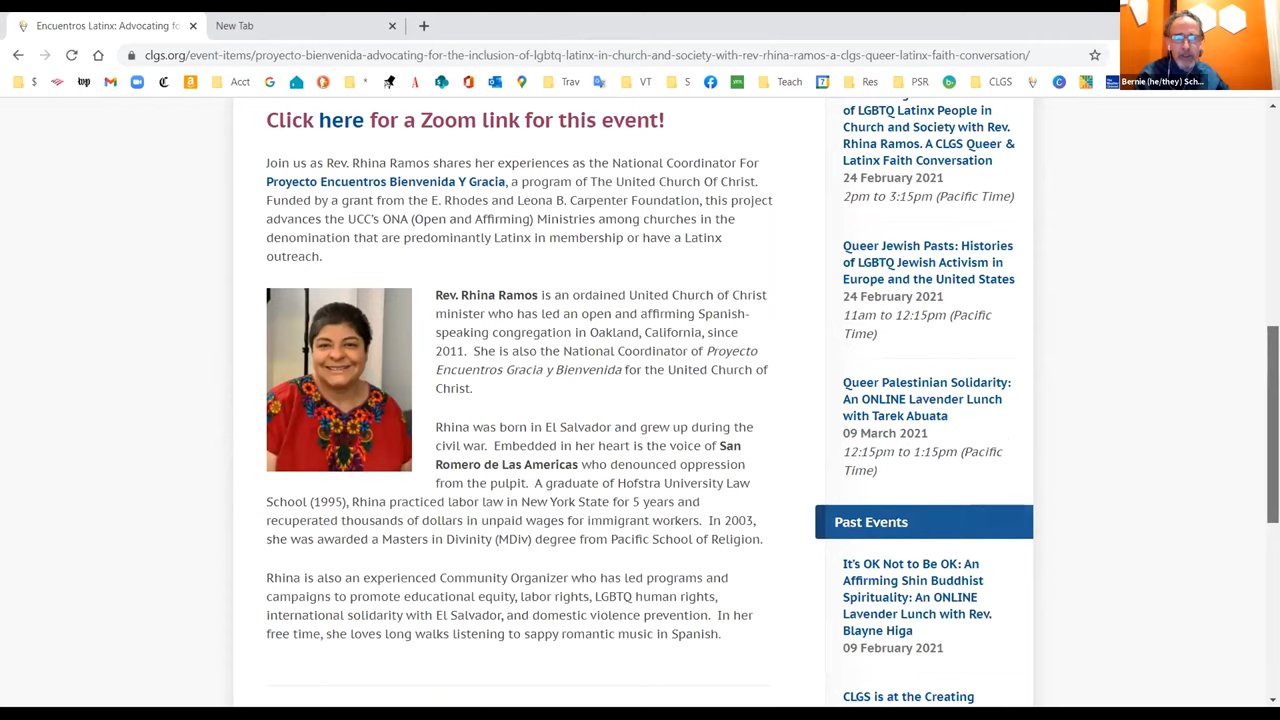 Encuentros Latinx: Advocating fo
New Tab
clgs.org/event-items/proyecto-bienvenida-advocating-for-the-inclusion-of-lgbtq-latinx-in-church-and-society-with-rev-rhina-ramos-a-clgs-queer-latinx-faith-conversation/
Bernie (he/they) Sch...
$
wp
Acct
*
Trav
VT
S
Teach
Res
PSR
CLGS
Click here for a Zoom link for this event!
Join us as Rev. Rhina Ramos shares her experiences as the National Coordinator For
Proyecto Encuentros Bienvenida Y Gracia, a program of The United Church Of Christ.
Funded by a grant from the E. Rhodes and Leona B. Carpenter Foundation, this project
advances the UCC's ONA (Open and Affirming) Ministries among churches in the
denomination that are predominantly Latinx in membership or have a Latinx
outreach.
Rev. Rhina Ramos is an ordained United Church of Christ
minister who has led an open and affirming Spanish-
speaking congregation in Oakland, California, since
2011. She is also the National Coordinator of Proyecto
Encuentros Gracia y Bienvenida for the United Church of
Christ.
Rhina was born in El Salvador and grew up during the
civil war. Embedded in her heart is the voice of San
Romero de Las Americas who denounced oppression
from the pulpit. A graduate of Hofstra University Law
School (1995), Rhina practiced labor law in New York State for 5 years and
recuperated thousands of dollars in unpaid wages for immigrant workers. In 2003,
she was awarded a Masters in Divinity (MDiv) degree from Pacific School of Religion.
Rhina is also an experienced Community Organizer who has led programs and
campaigns to promote educational equity, labor rights, LGBTQ human rights,
international solidarity with El Salvador, and domestic violence prevention. In her
free time, she loves long walks listening to sappy romantic music in Spanish.
of LGBTQ Latinx People in
Church and Society with Rev.
Rhina Ramos. A CLGS Queer &
Latinx Faith Conversation
24 February 2021
2pm to 3:15pm (Pacific Time)
Queer Jewish Pasts: Histories
of LGBTQ Jewish Activism in
Europe and the United States
24 February 2021
11am to 12:15pm (Pacific
Time)
Queer Palestinian Solidarity:
An ONLINE Lavender Lunch
with Tarek Abuata
09 March 2021
12:15pm to 1:15pm (Pacific
Time)
Past Events
It's OK Not to Be OK: An
Affirming Shin Buddhist
Spirituality: An ONLINE
Lavender Lunch with Rev.
Blayne Higa
09 February 2021
CLGS is at the Creating